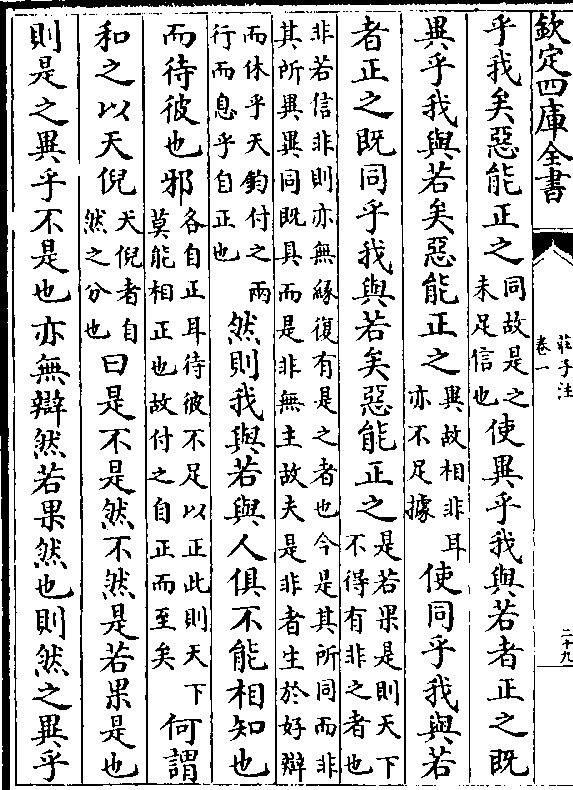 欽定四庫全書
莊子注
卷一
二十九
乎我矣惡能正之同故是之未足信也使異乎我與若者正之既
異乎我與若矣惡能正之異故相非耳亦不足據使同乎我與若
者正之既同乎我與若矣惡能正之是若果是則天下不得有非之者也
非若信非則亦無緣復有是之者也今是其所同而非
其所異異同既具而是非無主故夫是非者生於好辯
而休乎天鈞付之兩行而息乎自正也然則我與若與人俱不能相知也
而待彼也邪各自正耳待彼不足以正此則天下莫能相正也故付之自正而至矣何謂
和之以天倪天倪者自然之分也曰是不是然不然是若果是也
則是之異乎不是也亦無辯然若果然也則然之異乎